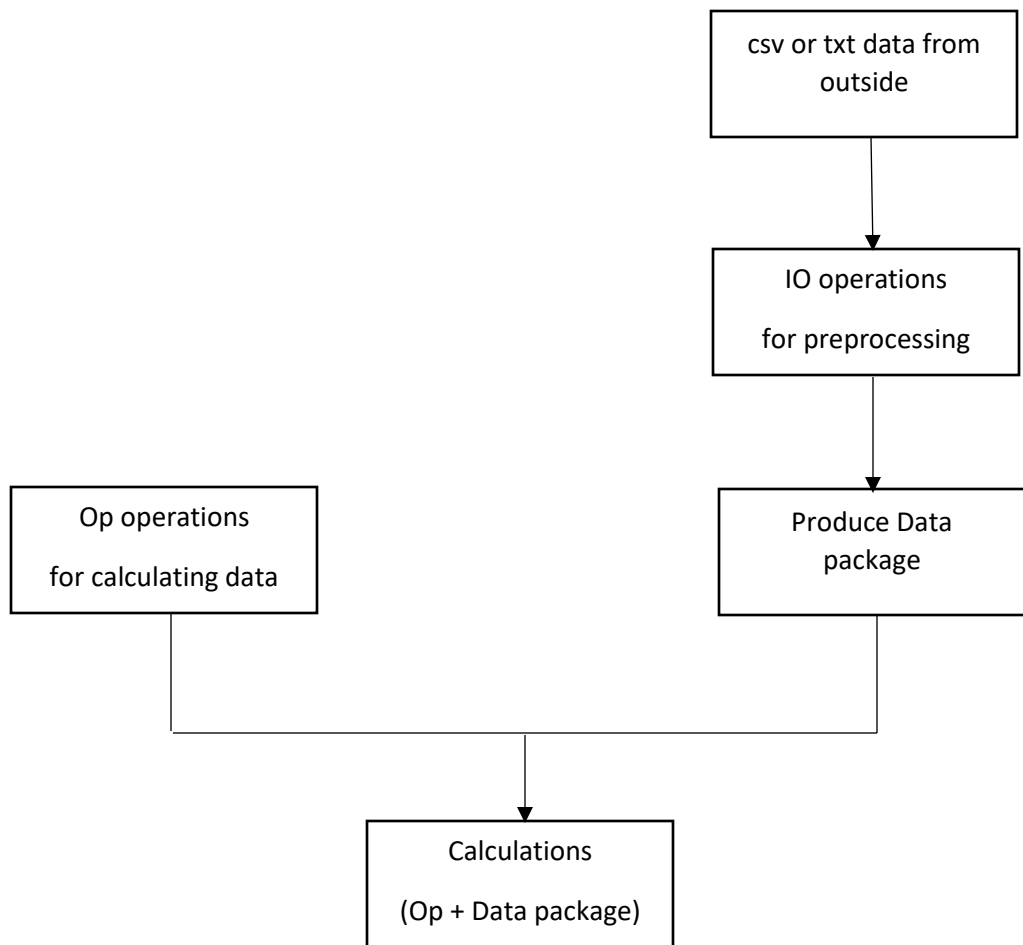 csv or txt data from
outside
IO operations
for preprocessing
Op operations
for calculating data
Produce Data
package
Calculations
(Op + Data package)